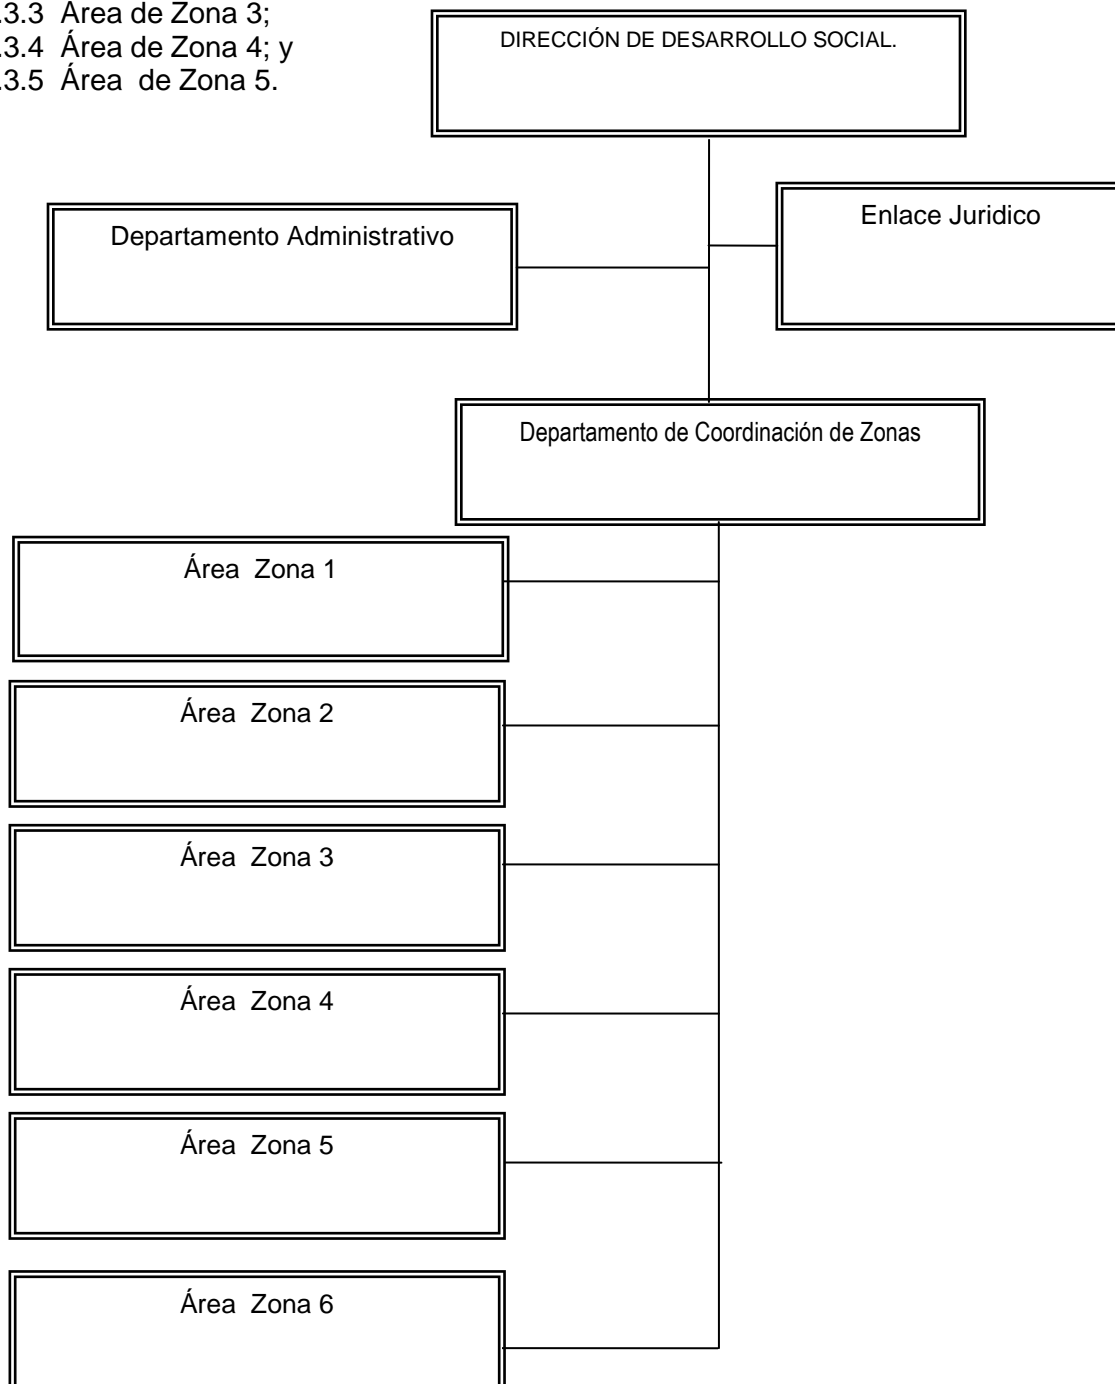 .3.3 Área de Zona 3;
.3.4 Área de Zona 4; y
.3.5 Área de Zona 5.
DIRECCIÓN DE DESARROLLO SOCIAL.
Departamento Administrativo
Enlace Juridico
Departamento de Coordinación de Zonas
Área Zona 1
Área Zona 2
Área Zona 3
Área Zona 4
Área Zona 5
Área Zona 6